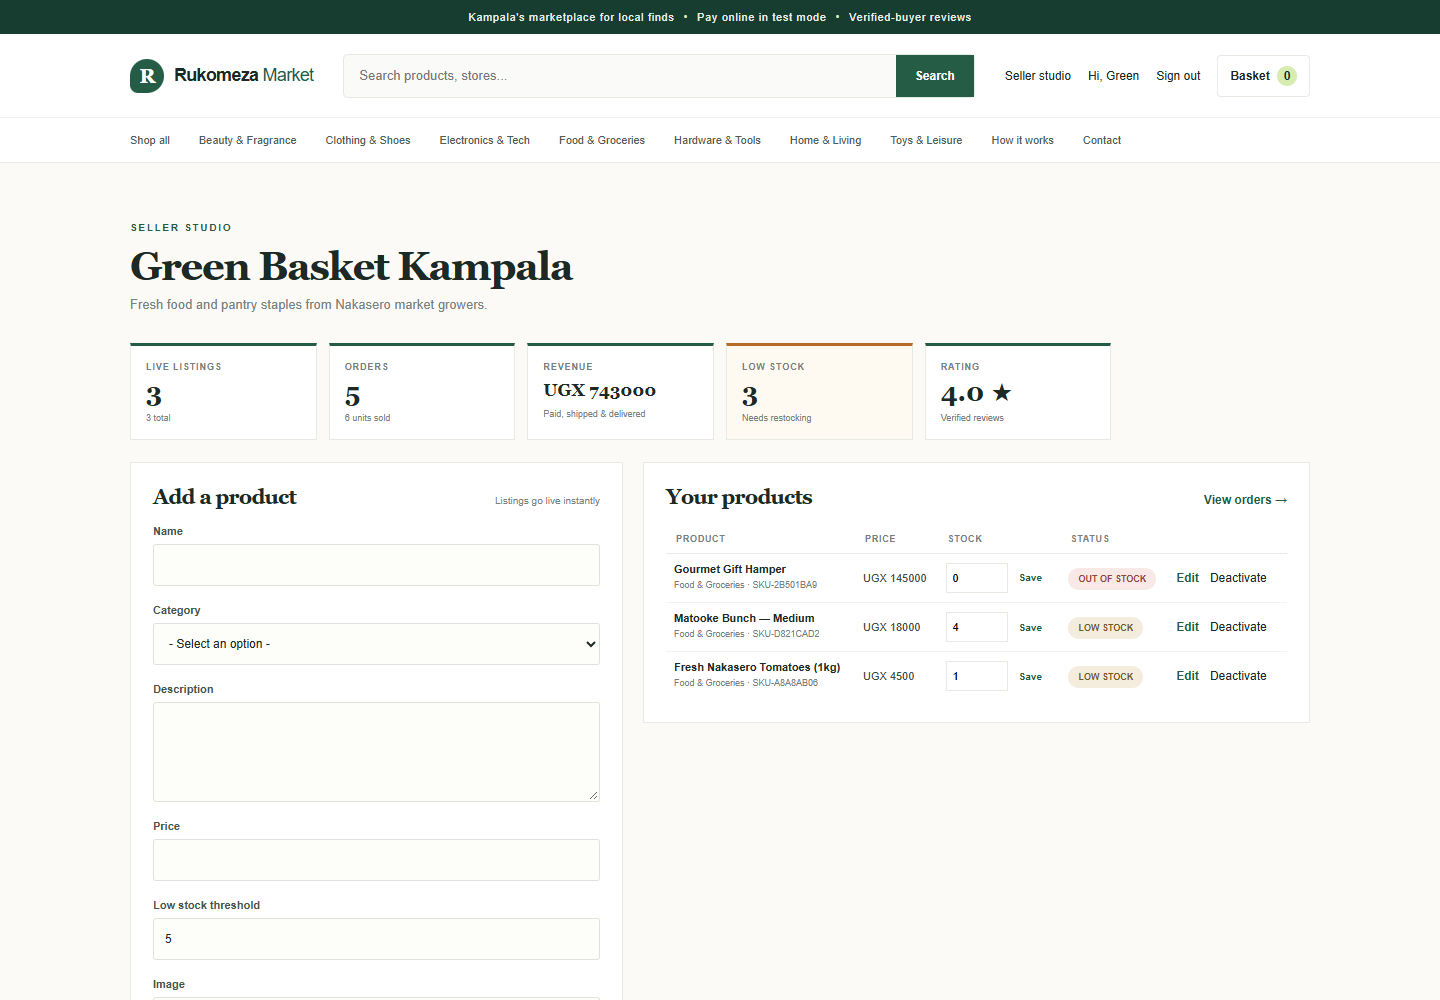 Kampala's marketplace for local finds • Pay online in test mode • Verified-buyer reviews
R Rukomeza Market
Search products, stores...
Search
Seller studio
Hi, Green
Sign out
Basket 0
Shop all
Beauty & Fragrance
Clothing & Shoes
Electronics & Tech
Food & Groceries
Hardware & Tools
Home & Living
Toys & Leisure
How it works
Contact
SELLER STUDIO
Green Basket Kampala
Fresh food and pantry staples from Nakasero market growers.
LIVE LISTINGS
3
3 total
ORDERS
5
6 units sold
REVENUE
UGX 743000
Paid, shipped & delivered
LOW STOCK
3
Needs restocking
RATING
4.0 ★
Verified reviews
Add a product
Listings go live instantly
Name
Category
- Select an option -
Description
Price
Low stock threshold
5
Image
Your products
View orders →
PRODUCT PRICE STOCK STATUS
Gourmet Gift Hamper
Food & Groceries · SKU-2B501BA9
UGX 145000
0
Save
OUT OF STOCK
Edit Deactivate
Matooke Bunch — Medium
Food & Groceries · SKU-D821CAD2
UGX 18000
4
Save
LOW STOCK
Edit Deactivate
Fresh Nakasero Tomatoes (1kg)
Food & Groceries · SKU-A8A8AB06
UGX 4500
1
Save
LOW STOCK
Edit Deactivate